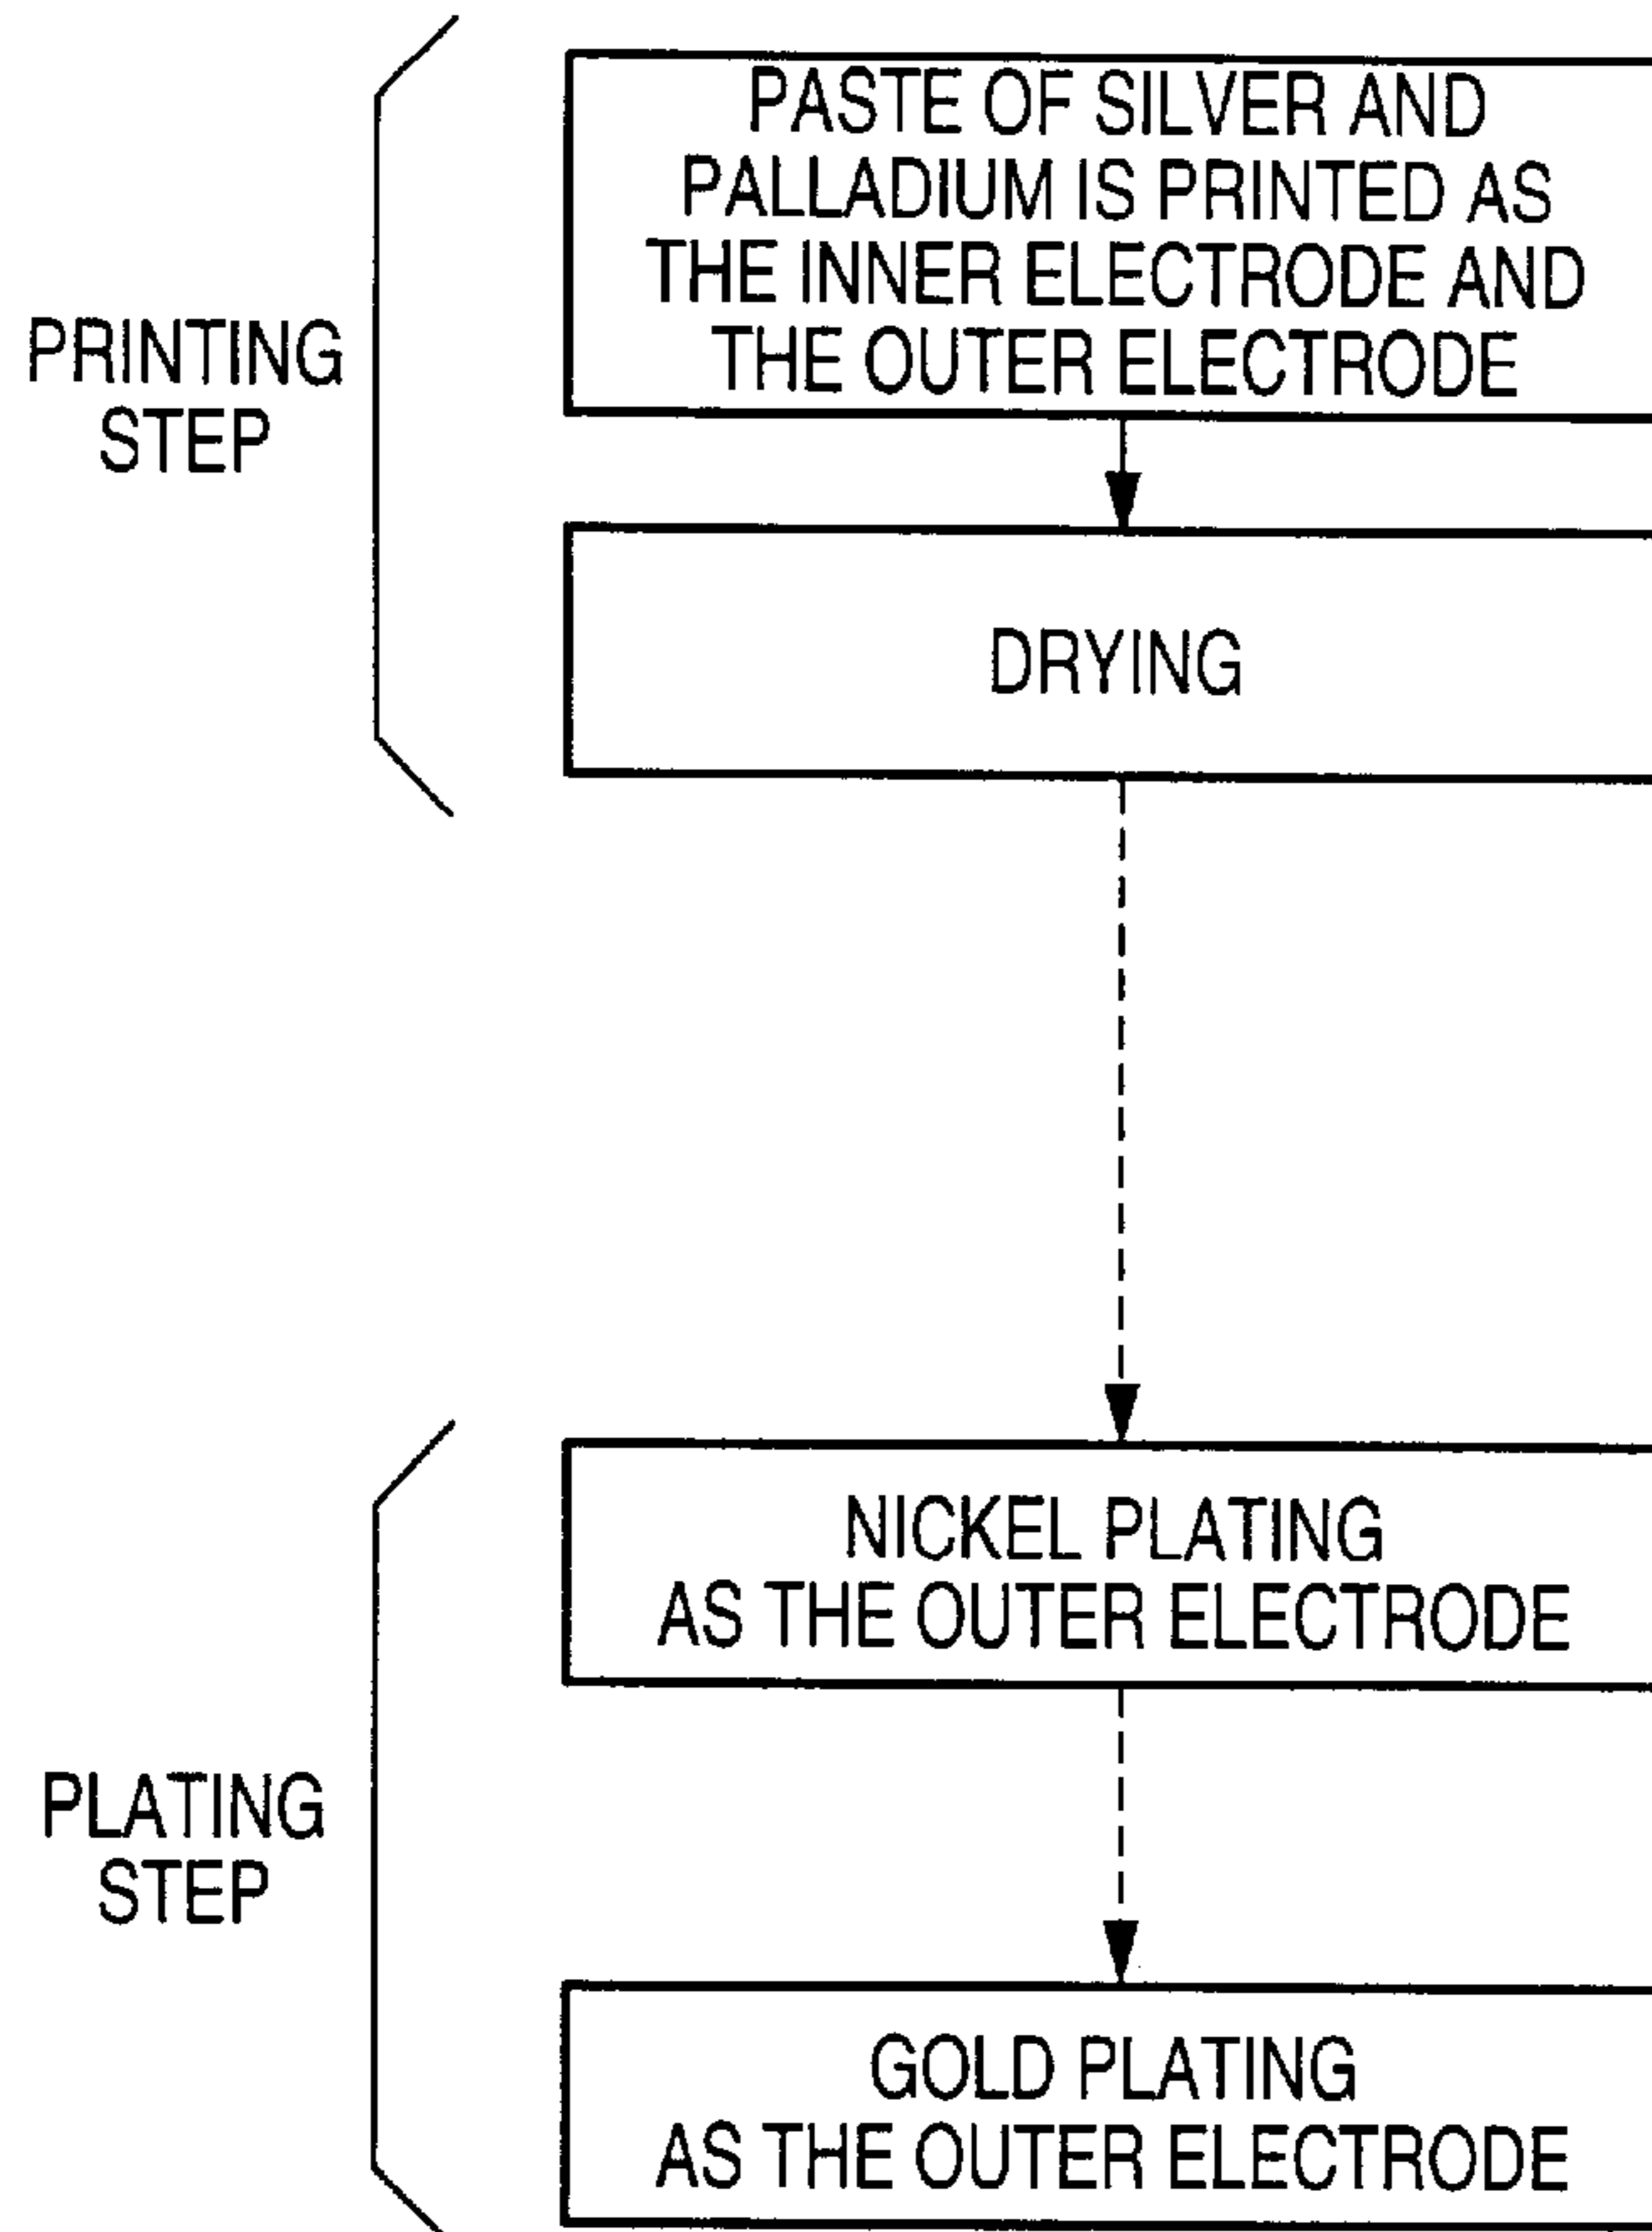 PRINTING
STEP
PASTE OF SILVER AND
PALLADIUM IS PRINTED AS
THE INNER ELECTRODE AND
THE OUTER ELECTRODE
DRYING
PLATING
STEP
NICKEL PLATING
AS THE OUTER ELECTRODE
GOLD PLATING
AS THE OUTER ELECTRODE